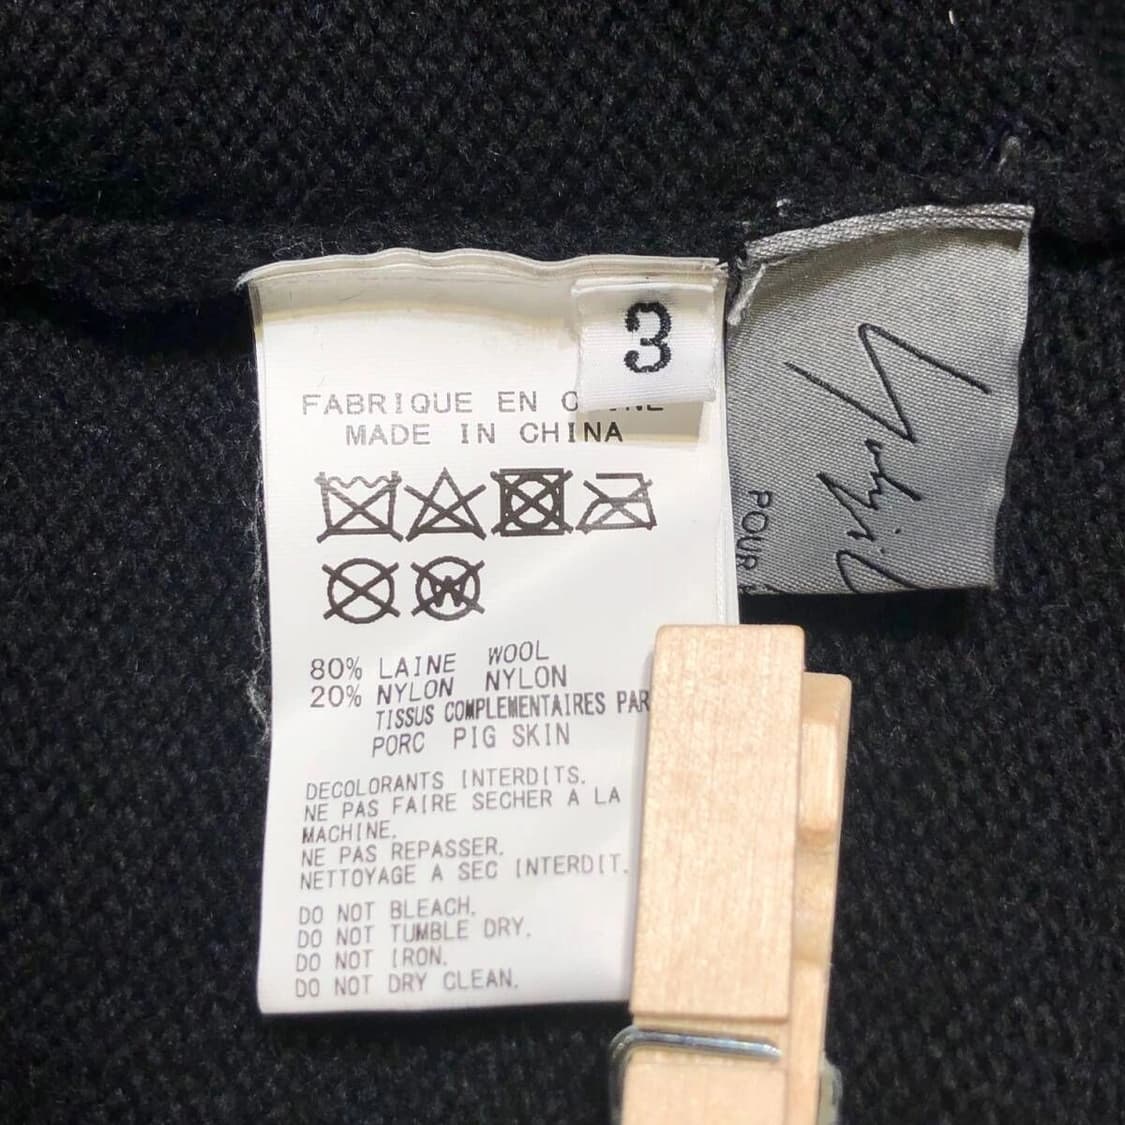 3
FABRIQUE EN
MADE IN CHINA
W
80% LAINE WOOL
20% NYLON NYLON
TISSUS COMPLEMENTAIRES PAR
PORC PIG SKIN
DECOLORANTS INTERDITS.
NE PAS FAIRE SECHER A LA
MACHINE.
NE PAS REPASSER.
NETTOYAGE A SEC INTERDIT.
DO NOT BLEACH.
DO NOT TUMBLE DRY.
DO NOT IRON.
DO NOT DRY CLEAN.
POUR